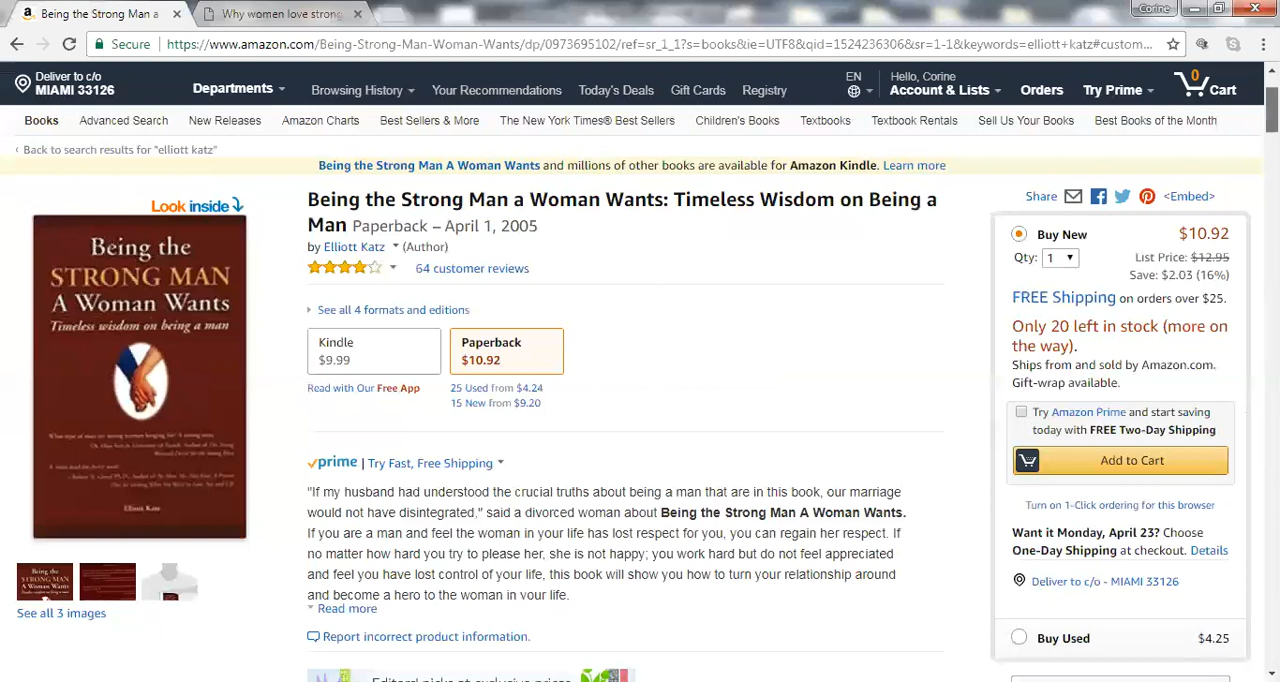 Being the Strong Man a
Why women love strong
Corine
Secure
https://www.amazon.com/Being-Strong-Man-Woman-Wants/dp/0973695102/ref=sr_1_1?s=books&ie=UTF8&qid=1524236306&sr=1-1&keywords=elliott+katz#custom...
Deliver to c/o
MIAMI 33126
Departments
Browsing History
Your Recommendations
Today's Deals
Gift Cards
Registry
EN
Hello, Corine
Account & Lists
Orders
Try Prime
0
Cart
Books
Advanced Search
New Releases
Amazon Charts
Best Sellers & More
The New York Times® Best Sellers
Children's Books
Textbooks
Textbook Rentals
Sell Us Your Books
Best Books of the Month
‹ Back to search results for "elliott katz"
Being the Strong Man A Woman Wants and millions of other books are available for Amazon Kindle. Learn more
Look inside
Being the
STRONG MAN
A Woman Wants
Timeless wisdom on being a man
Elliott Katz
See all 3 images
Being the Strong Man a Woman Wants: Timeless Wisdom on Being a
Man Paperback – April 1, 2005
by Elliott Katz (Author)
64 customer reviews
See all 4 formats and editions
Kindle
$9.99
Paperback
$10.92
Read with Our Free App
25 Used from $4.24
15 New from $9.20
prime | Try Fast, Free Shipping
"If my husband had understood the crucial truths about being a man that are in this book, our marriage
would not have disintegrated," said a divorced woman about Being the Strong Man A Woman Wants.
If you are a man and feel the woman in your life has lost respect for you, you can regain her respect. If
no matter how hard you try to please her, she is not happy; you work hard but do not feel appreciated
and feel you have lost control of your life, this book will show you how to turn your relationship around
and become a hero to the woman in your life.
Read more
Report incorrect product information.
Share
<Embed>
Buy New
$10.92
Qty: 1
List Price: $12.95
Save: $2.03 (16%)
FREE Shipping on orders over $25.
Only 20 left in stock (more on
the way).
Ships from and sold by Amazon.com.
Gift-wrap available.
Try Amazon Prime and start saving
today with FREE Two-Day Shipping
Add to Cart
Turn on 1-Click ordering for this browser
Want it Monday, April 23? Choose
One-Day Shipping at checkout. Details
Deliver to c/o - MIAMI 33126
Buy Used
$4.25